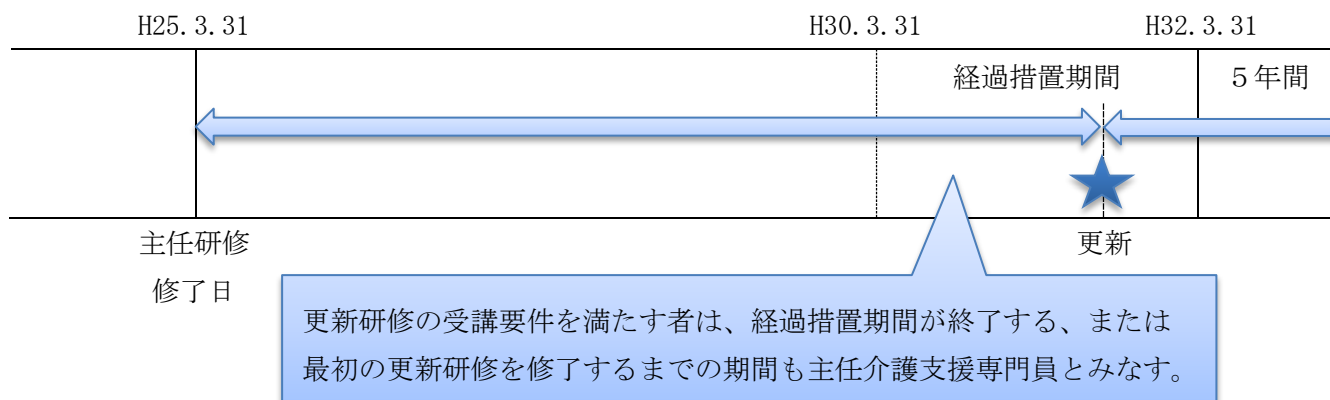 H25.3.31 H30.3.31 H32.3.31
経過措置期間 ５年間
主任研修 更新
修了日
更新研修の受講要件を満たす者は、経過措置期間が終了する、または
最初の更新研修を修了するまでの期間も主任介護支援専門員とみなす。